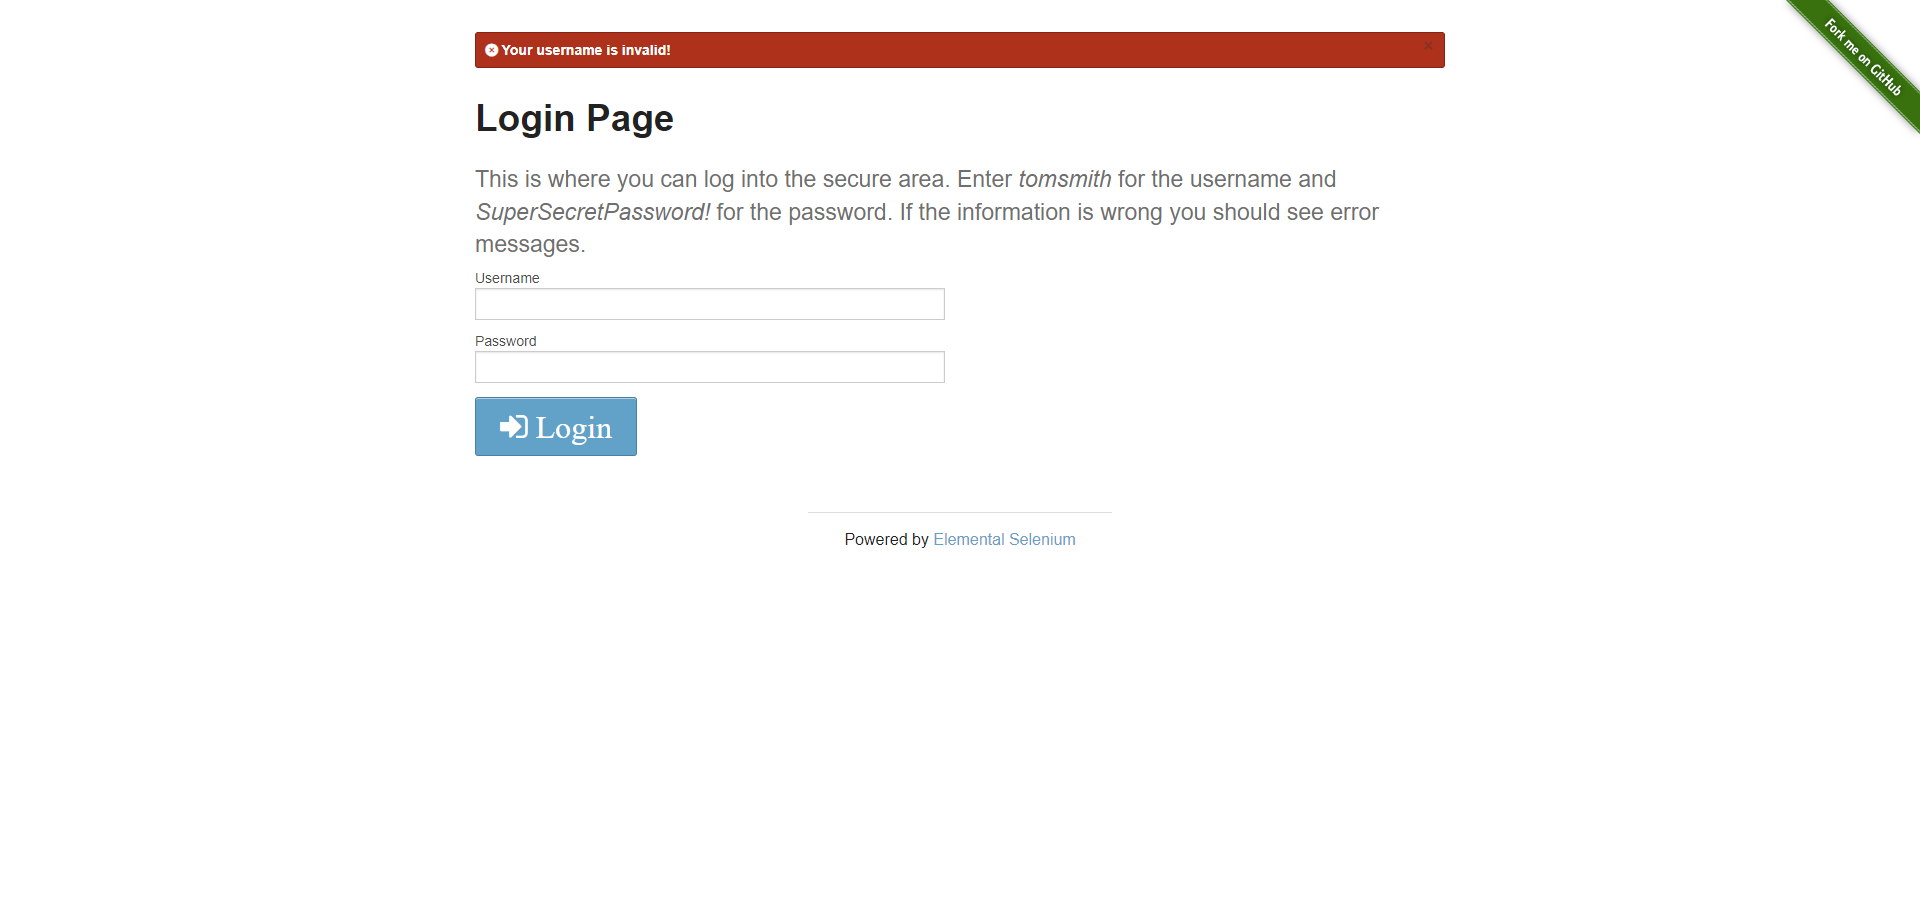 Your username is invalid!
×
Fork me on GitHub
Login Page
This is where you can log into the secure area. Enter tomsmith for the username and
SuperSecretPassword! for the password. If the information is wrong you should see error
messages.
Username
Password
Login
Powered by Elemental Selenium